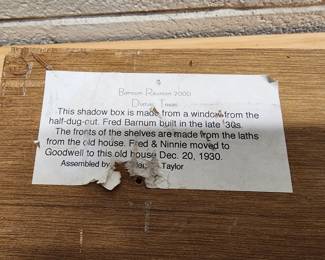 Barnum Reunion 2000
Texas
This shadow box is made from a window from the
half-dug-out. Fred Barnum built in the late '30s.
The fronts of the shelves are made from the laths
from the old house. Fred & Ninnie moved to
Goodwell to this old house Dec. 20, 1930.
Assembled by Taylor